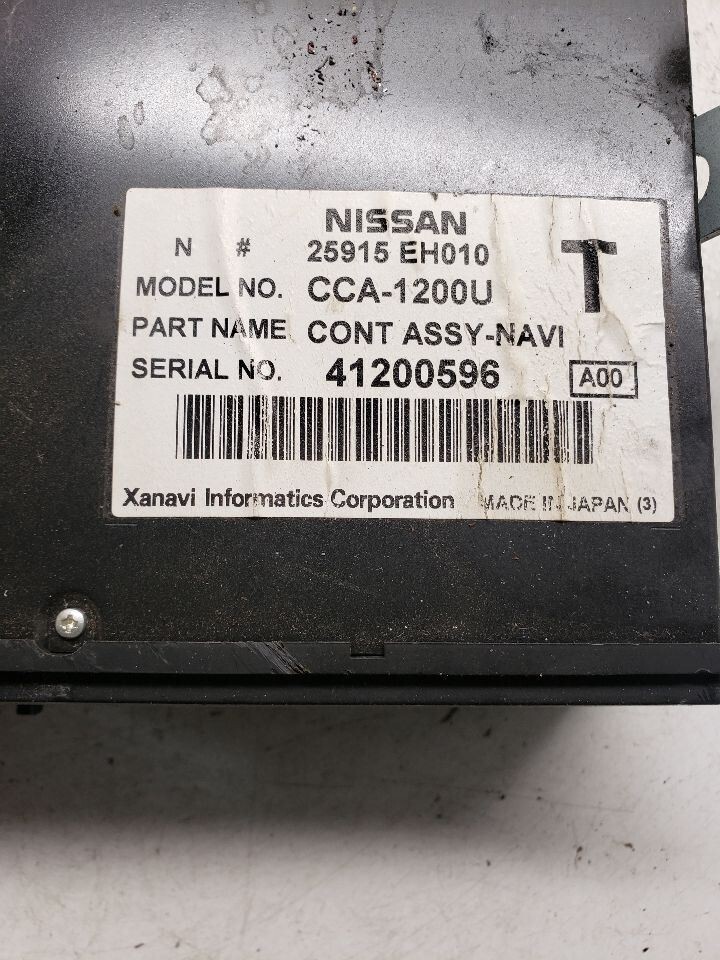 NISSAN
N # 25915 EH010
T
MODEL NO. CCA-1200U
PART NAME CONT ASSY-NAVI
SERIAL NO. 41200596 A00
Xanavi Informatics Corporation MADE IN JAPAN (3)